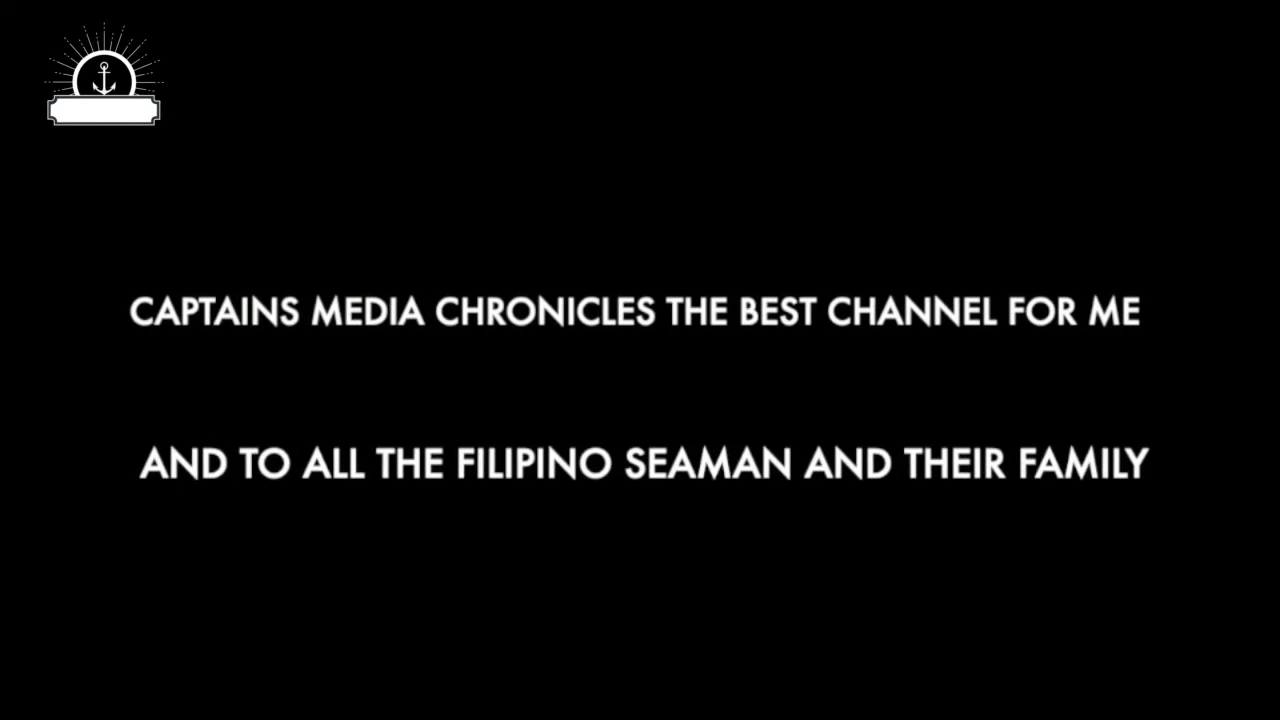 CAPTAINS MEDIA CHRONICLES THE BEST CHANNEL FOR ME
AND TO ALL THE FILIPINO SEAMAN AND THEIR FAMILY